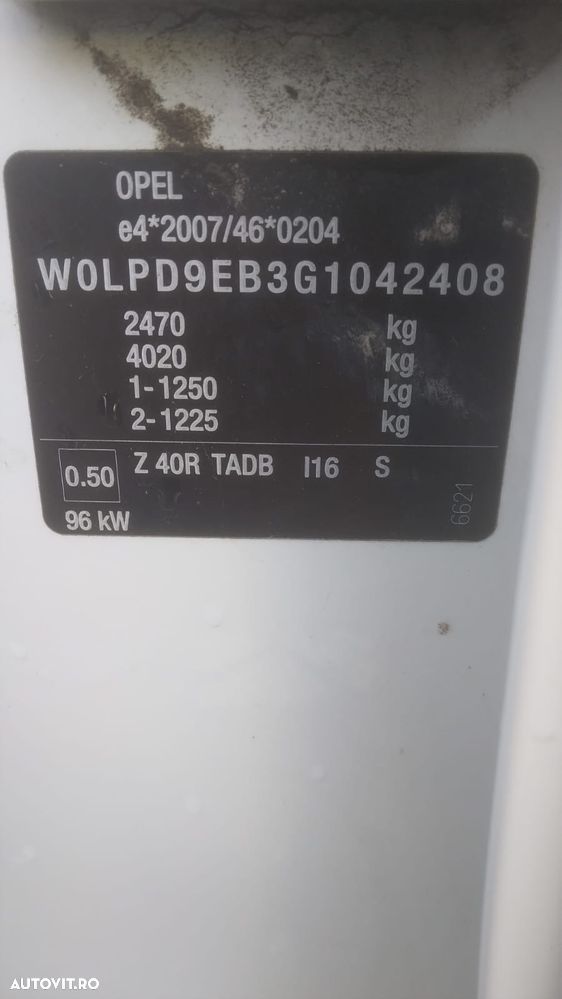 OPEL
e4*2007/46*0204
W0LPD9EB3G1042408
2470 kg
4020 kg
1-1250 kg
2-1225 kg
0.50 Z 40R TADB I16 S
96 kW
6621
AUTOVIT.RO